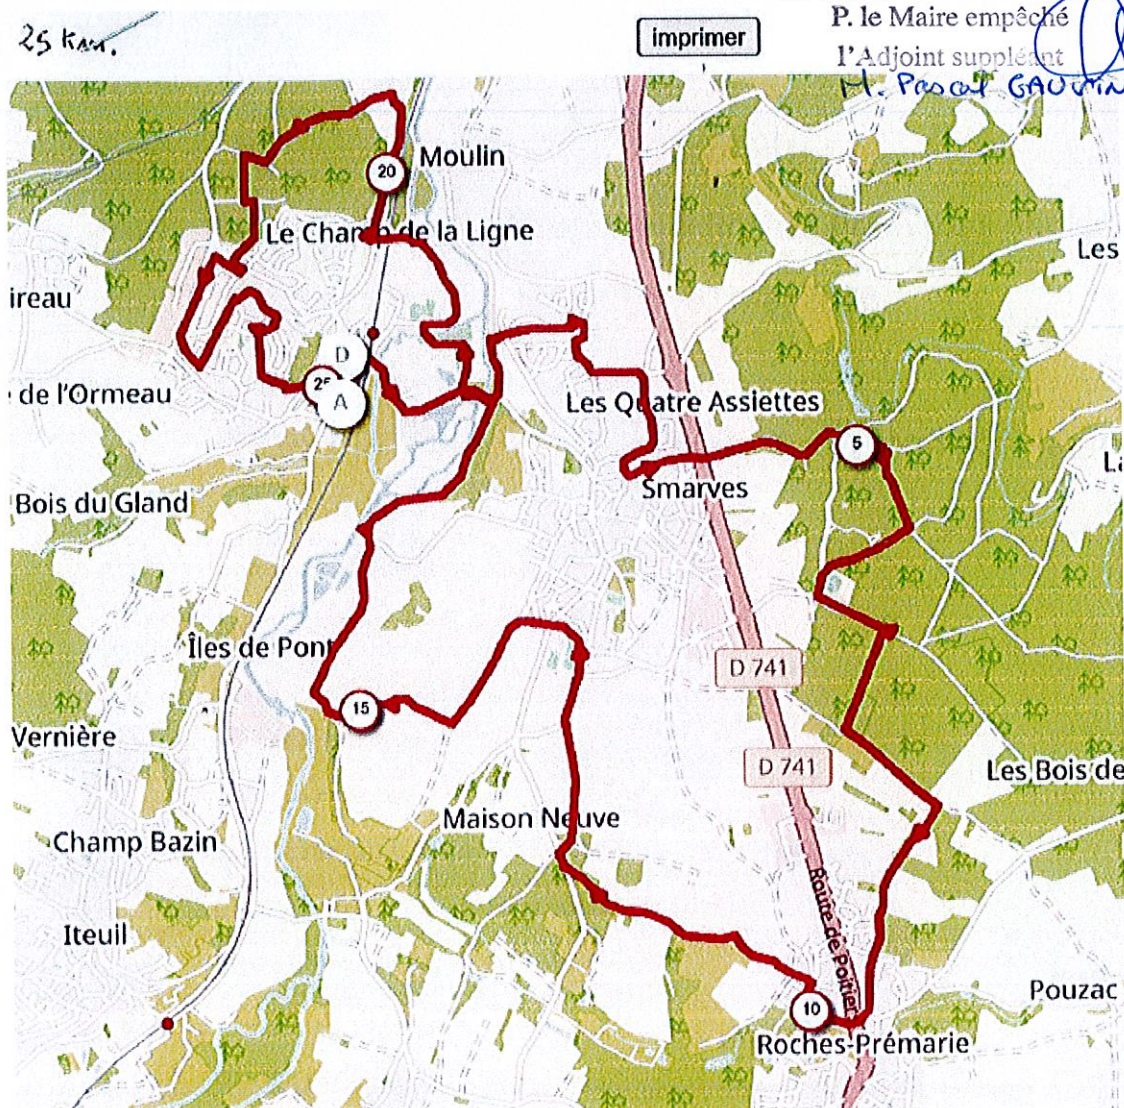 25 Km.
imprimer
P. le Maire empêché
l'Adjoint suppléant
M. Pascal GAUVIN
20
Moulin
Le Champ de la Ligne
Les
ireau
D
25
A
de l'Ormeau
Les Quatre Assiettes
5
Bois du Gland
Smarves
Îles de Pont
D 741
15
Vernière
D 741
Les Bois de
Maison Neuve
Champ Bazin
Route de Poitiers
Iteuil
Pouzac
10
Roches-Prémarie